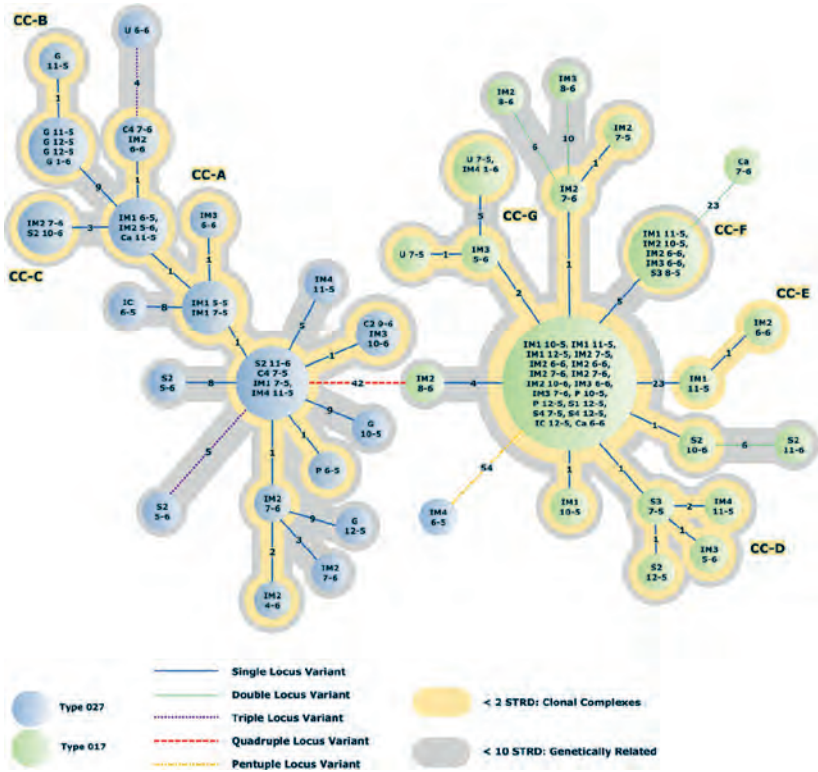 CC-B
U 6-6
G
11-5
1
4
G 11-5
G 12-5
G 12-5
G 1-6
C4 7-6
IM2
6-6
9
1
CC-A
IM2 7-6
S2 10-6
3
IM1 6-5,
IM2 5-6,
Ca 11-5
IM3
6-6
CC-C
1
1
IC
6-5
8
IM1 5-5
IM1 7-5
IM4
11-5
1
5
C2 9-6
IM3
10-6
1
S2
5-6
8
S2 11-6
C4 7-5
IM1 7-5,
IM4 11-5
42
9
G
10-5
5
1
P 6-5
1
S2
5-6
IM2
7-6
9
G
12-5
3
IM2
7-6
2
IM2
4-6
IM2
8-6
IM3
8-6
IM2
7-5
6
10
1
U 7-5,
IM4 1-6
IM2
7-6
Ca
7-6
23
5
CC-G
CC-F
U 7-5
1
IM3
5-6
IM1 11-5,
IM2 10-5,
IM2 6-6,
IM3 6-6,
S3 8-5
2
1
5
CC-E
IM2
6-6
1
IM1 10-5, IM1 11-5,
IM1 12-5, IM2 7-5,
IM2 6-6, IM2 6-6,
IM2 7-6, IM2 7-6,
IM2 10-6, IM3 6-6,
IM3 7-6, P 10-5,
P 12-5, S1 12-5,
S4 7-5, S4 12-5,
IC 12-5, Ca 6-6
IM2
8-6
4
23
IM1
11-5
1
S2
10-6
6
S2
11-6
54
1
1
IM4
6-5
IM1
10-5
S3
7-5
2
IM4
11-5
1
1
IM3
5-6
S2
12-5
CC-D
Type 027
Type 017
Single Locus Variant
Double Locus Variant
Triple Locus Variant
Quadruple Locus Variant
Pentuple Locus Variant
< 2 STRD: Clonal Complexes
< 10 STRD: Genetically Related